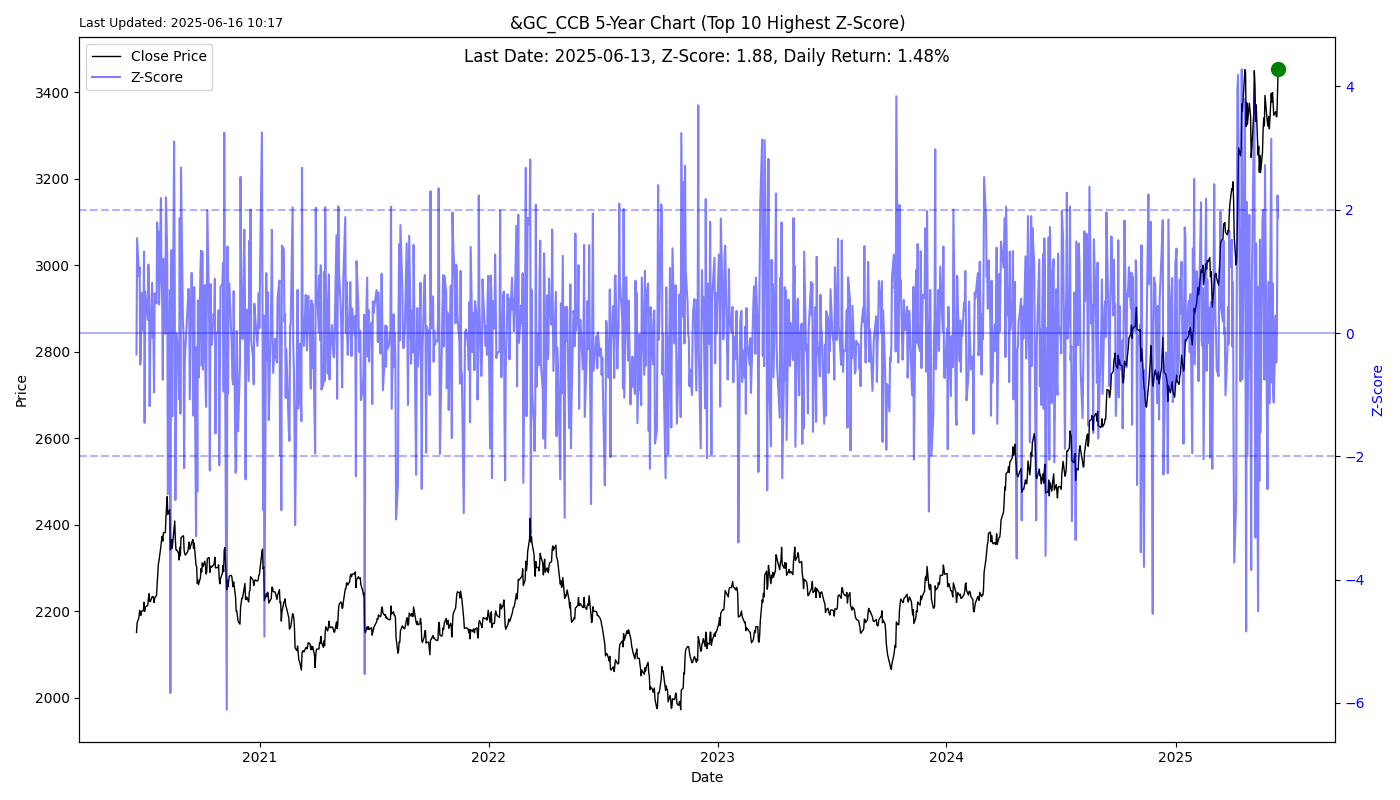 Last Updated: 2025-06-16 10:17
&GC_CCB 5-Year Chart (Top 10 Highest Z-Score)
Last Date: 2025-06-13, Z-Score: 1.88, Daily Return: 1.48%
Close Price
Z-Score
3400
3200
3000
2800
2600
2400
2200
2000
Price
4
2
0
−2
−4
−6
Z-Score
2021
2022
2023
2024
2025
Date